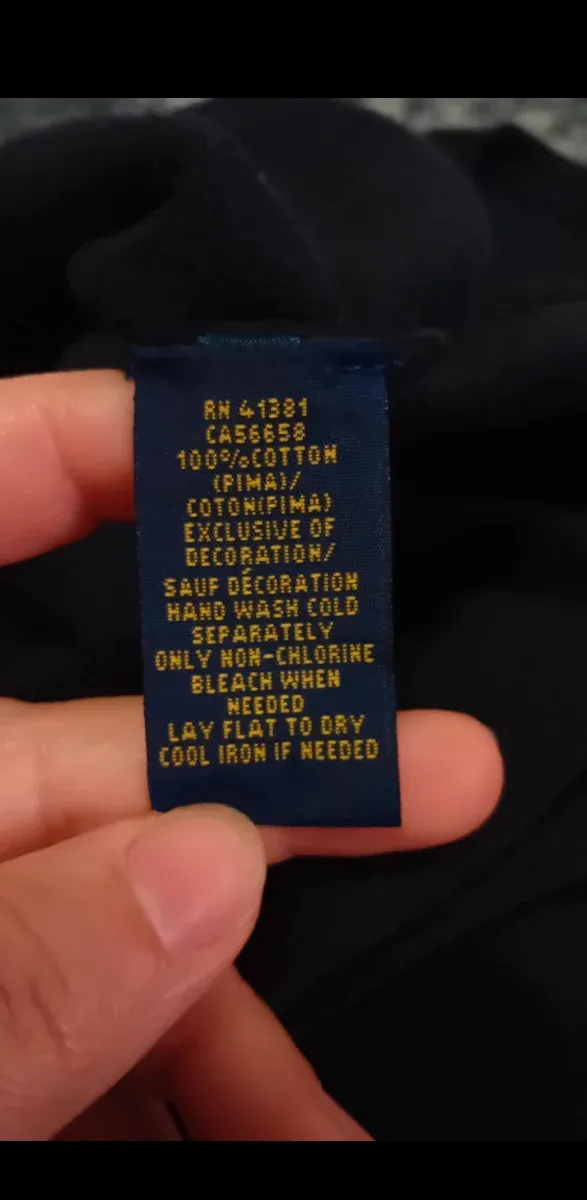 RN 41381
CA56658
100%COTTON
(PIMA)/
COTON(PIMA)
EXCLUSIVE OF
DECORATION/
SAUF DÉCORATION
HAND WASH COLD
SEPARATELY
ONLY NON-CHLORINE
BLEACH WHEN
NEEDED
LAY FLAT TO DRY
COOL IRON IF NEEDED